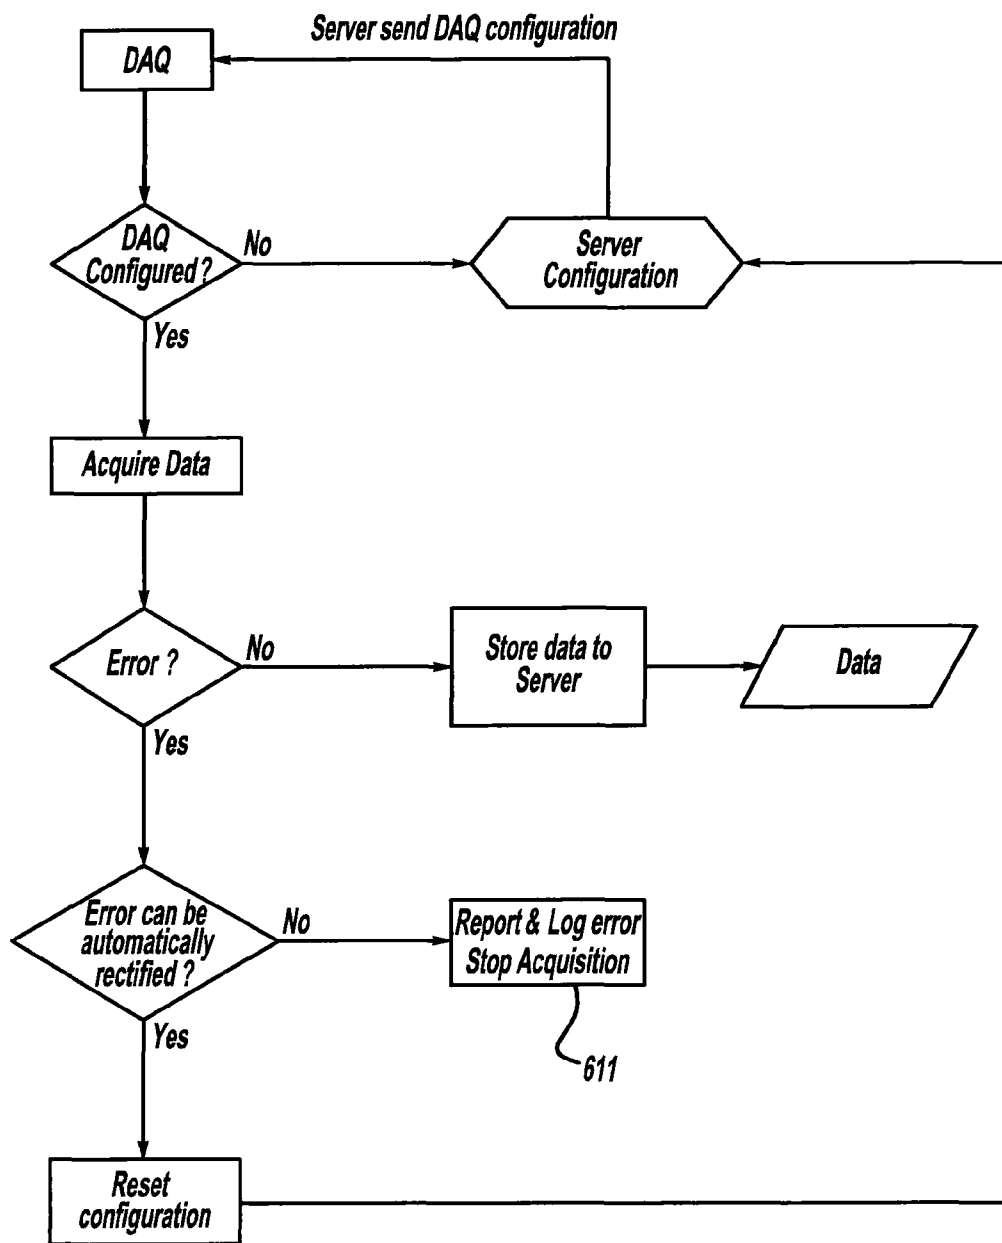 Server send DAQ configuration
DAQ
DAQ
Configured ?
No
Server
Configuration
Yes
Acquire Data
Error ?
No
Store data to
Server
Data
Yes
Error can be
automatically
rectified ?
No
Report & Log error
Stop Acquisition
611
Yes
Reset
configuration